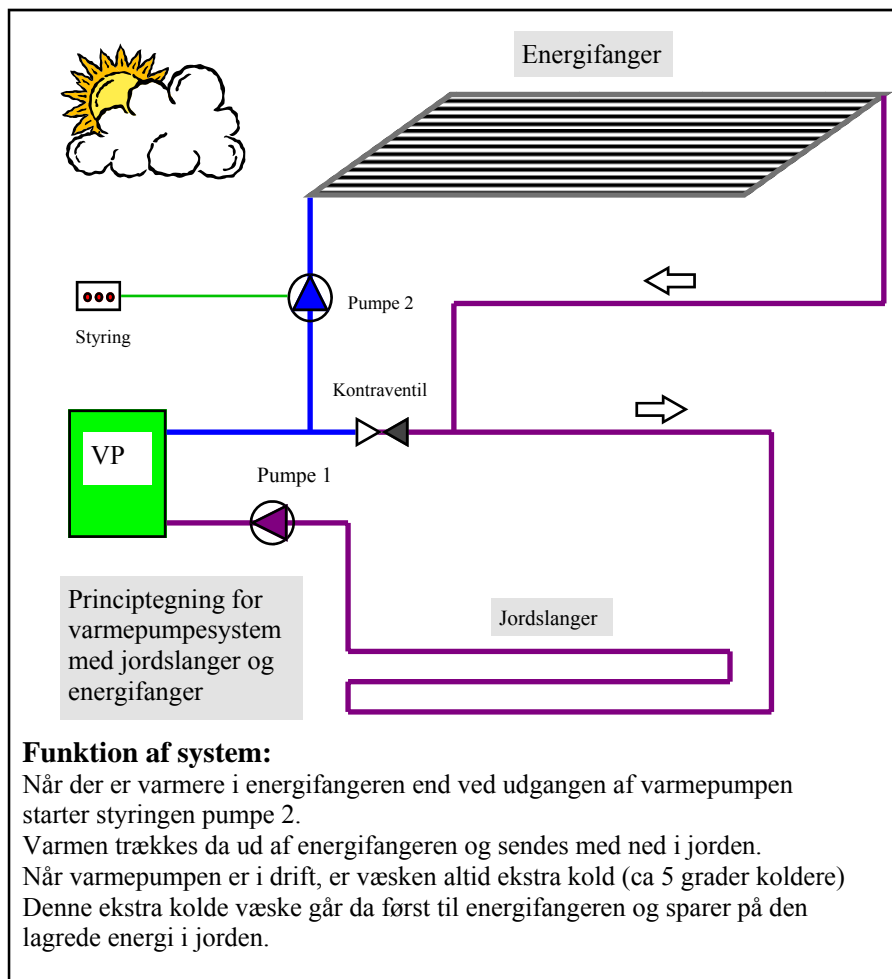 Energifanger
Pumpe 2
Styring
Kontraventil
VP
Pumpe 1
Principtegning for
varmepumpesystem
med jordslanger og
energifanger
Jordslanger
Funktion af system:
Når der er varmere i energifangeren end ved udgangen af varmepumpen
starter styringen pumpe 2.
Varmen trækkes da ud af energifangeren og sendes med ned i jorden.
Når varmepumpen er i drift, er væsken altid ekstra kold (ca 5 grader koldere)
Denne ekstra kolde væske går da først til energifangeren og sparer på den
lagrede energi i jorden.